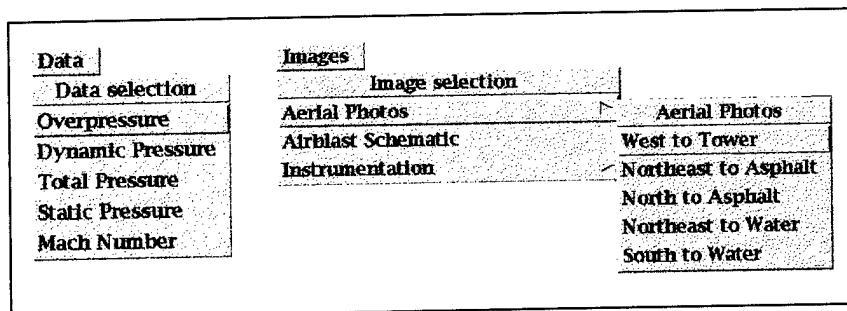 Data
Data selection
Overpressure
Dynamic Pressure
Total Pressure
Static Pressure
Mach Number
Images
Image selection
Aerial Photos
Airblast Schematic
Instrumentation
Aerial Photos
West to Tower
Northeast to Asphalt
North to Asphalt
Northeast to Water
South to Water